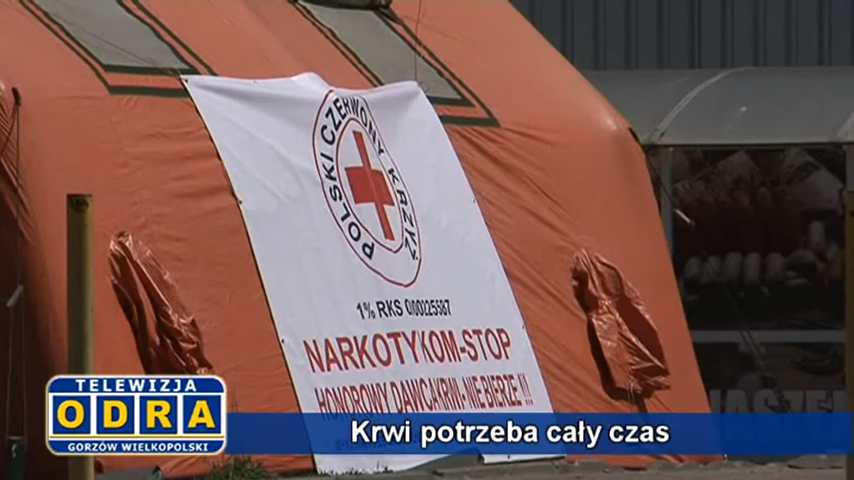 POLSKI CZERWONY KRZYŻ
1% KRS 0000225587
NARKOTYKOM-STOP
HONOROWY DAWCA KRWI - NIE BIERZE !!!
TELEWIZJA
ODRA
GORZÓW WIELKOPOLSKI
Krwi potrzeba cały czas